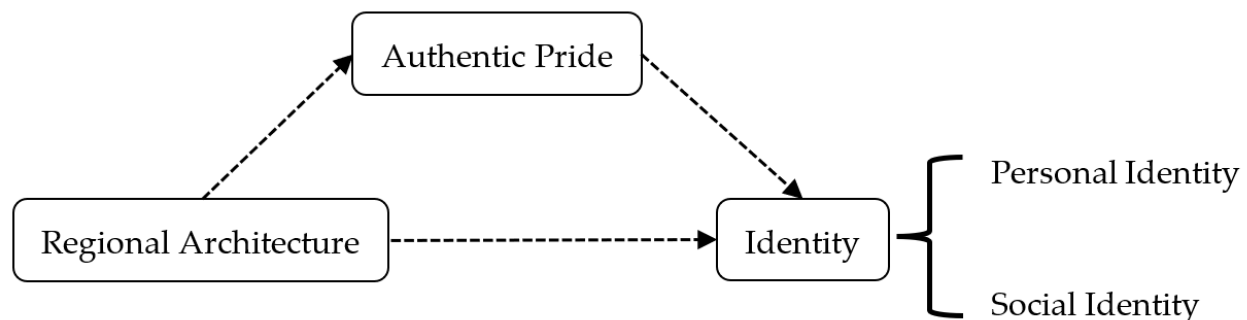 Authentic Pride
Personal Identity
Regional Architecture
Identity
Social Identity